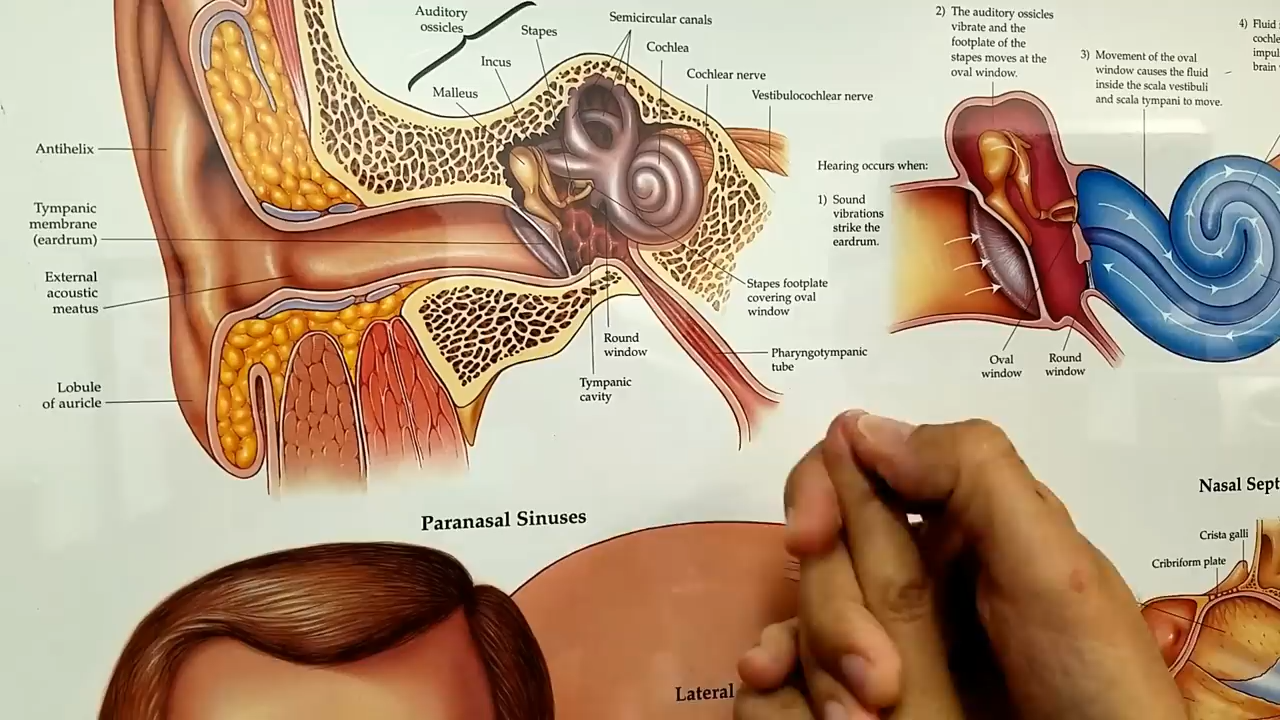 Auditory
ossicles
Stapes
Incus
Malleus
Semicircular canals
Cochlea
Cochlear nerve
Vestibulocochlear nerve
Antihelix
Tympanic
membrane
(eardrum)
External
acoustic
meatus
Lobule
of auricle
Stapes footplate
covering oval
window
Round
window
Tympanic
cavity
Pharyngotympanic
tube
Hearing occurs when:
1) Sound
vibrations
strike the
eardrum.
2) The auditory ossicles
vibrate and the
footplate of the
stapes moves at the
oval window.
3) Movement of the oval
window causes the fluid
inside the scala vestibuli
and scala tympani to move.
4) Fluid
cochle
impul
brain
Oval
window
Round
window
Paranasal Sinuses
Lateral
Nasal Sept
Crista galli
Cribriform plate